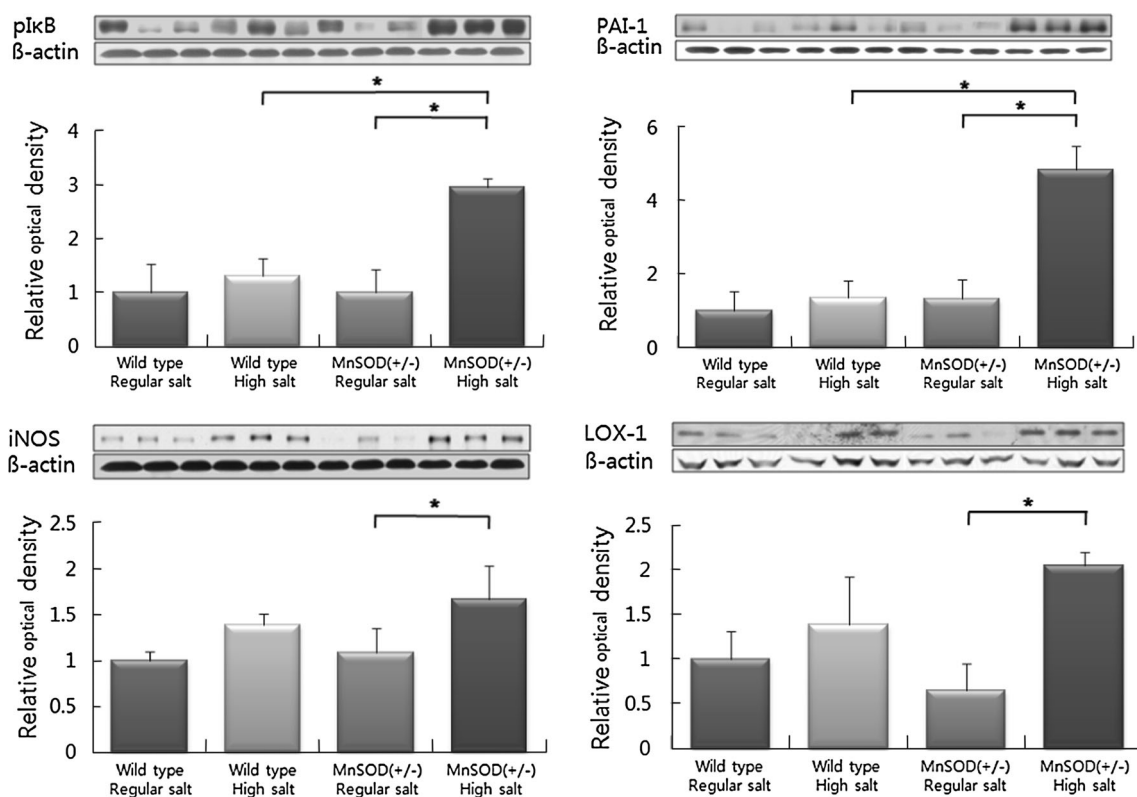 pIκB
ß-actin
*
*
Relative optical density
4
3
2
1
0
Wild type
Regular salt
Wild type
High salt
MnSOD(+/-)
Regular salt
MnSOD(+/-)
High salt
PAI-1
ß-actin
*
*
Relative optical density
6
4
2
0
Wild type
Regular salt
Wild type
High salt
MnSOD(+/-)
Regular salt
MnSOD(+/-)
High salt
iNOS
ß-actin
*
Relative optical density
2.5
2
1.5
1
0.5
0
Wild type
Regular salt
Wild type
High salt
MnSOD(+/-)
Regular salt
MnSOD(+/-)
High salt
LOX-1
ß-actin
*
Relative optical density
2.5
2
1.5
1
0.5
0
Wild type
Regular salt
Wild type
High salt
MnSOD(+/-)
Regular salt
MnSOD(+/-)
High salt